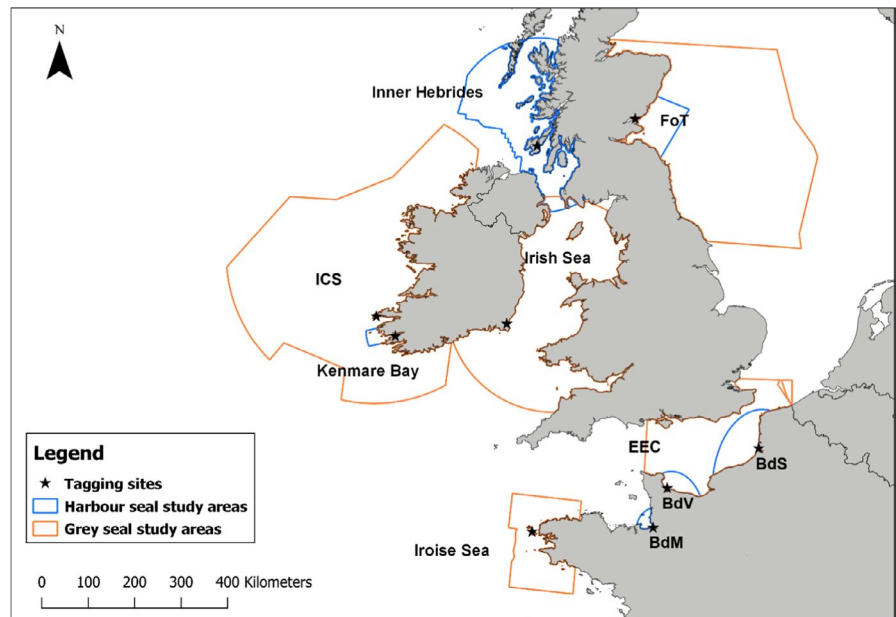 N
Inner Hebrides
FoT
Irish Sea
ICS
Kenmare Bay
EEC
BdS
BdV
BdM
Iroise Sea
Legend
Tagging sites
Harbour seal study areas
Grey seal study areas
0 100 200 300 400 Kilometers